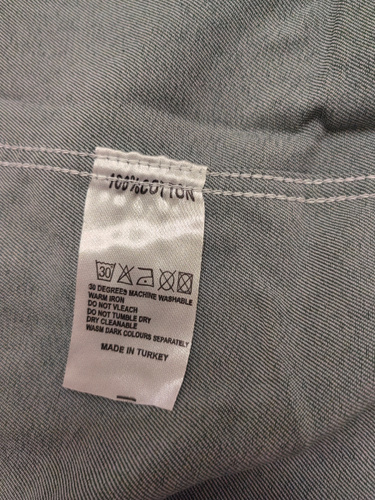 100%COTTON
30
30 DEGREES MACHINE WASHABLE
WARM IRON
DO NOT VLEACH
DO NOT TUMBLE DRY
DRY CLEANABLE
WASM DARK COLOURS SEPARATELY
MADE IN TURKEY